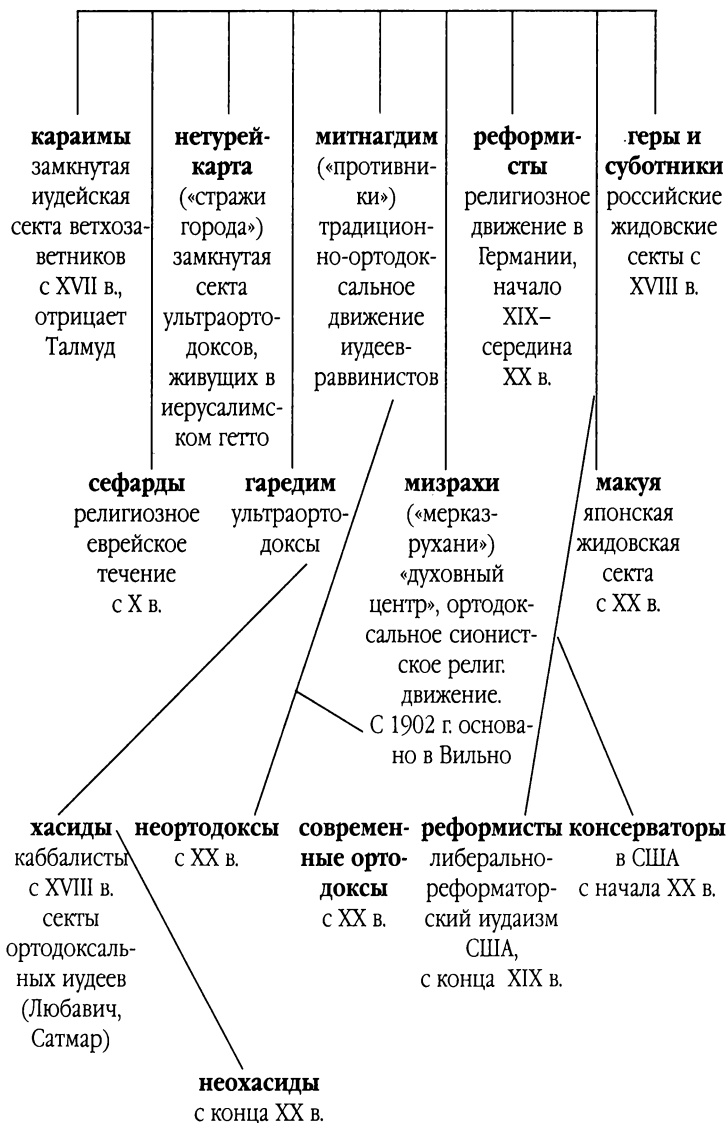 караимы
замкнутая
иудейская
секта ветхоза-
ветников
с XVII в.,
отрицает
Талмуд
нетурей-
карта
(«стражи
города»)
замкнутая
секта
ультраорто-
доксов,
живущих в
иерусалимс-
ком гетто
митнагдим
(«противни-
ки»)
традицион-
но-ортодок-
сальное
движение
иудеев-
раввинистов
реформи-
сты
религиозное
движение в
Германии,
начало
XIX–
середина
XX в.
геры и
суботники
российские
жидовские
секты с
XVIII в.
сефарды
религиозное
еврейское
течение
с X в.
гаредим
ультраорто-
доксы
мизрахи
(«мерказ-
рухани»)
«духовный
центр», ортодок-
сальное сионист-
ское религ.
движение.
С 1902 г. основа-
но в Вильно
макуя
японская
жидовская
секта
с XX в.
хасиды
каббалисты
с XVIII в.
секты
ортодоксаль-
ных иудеев
(Любавич,
Сатмар)
неортодоксы
с XX в.
современ-
ные орто-
доксы
с XX в.
реформисты
либерально-
реформатор-
ский иудаизм
США,
с конца XIX в.
консерваторы
в США
с начала XX в.
неохасиды
с конца XX в.